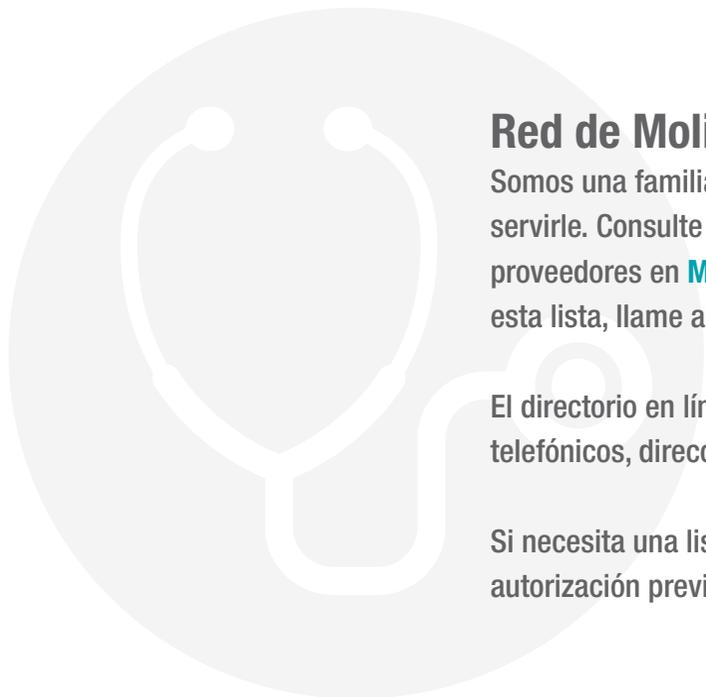 Red de Moli
Somos una familia
servirle. Consulte
proveedores en M
esta lista, llame a
El directorio en lín
telefónicos, direcc
Si necesita una lis
autorización previ